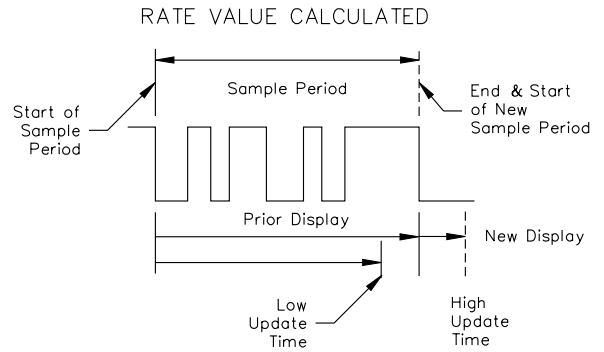 RATE VALUE CALCULATED
Sample Period
Start of
Sample
Period
End & Start
of New
Sample Period
Prior Display
New Display
Low
Update
Time
High
Update
Time